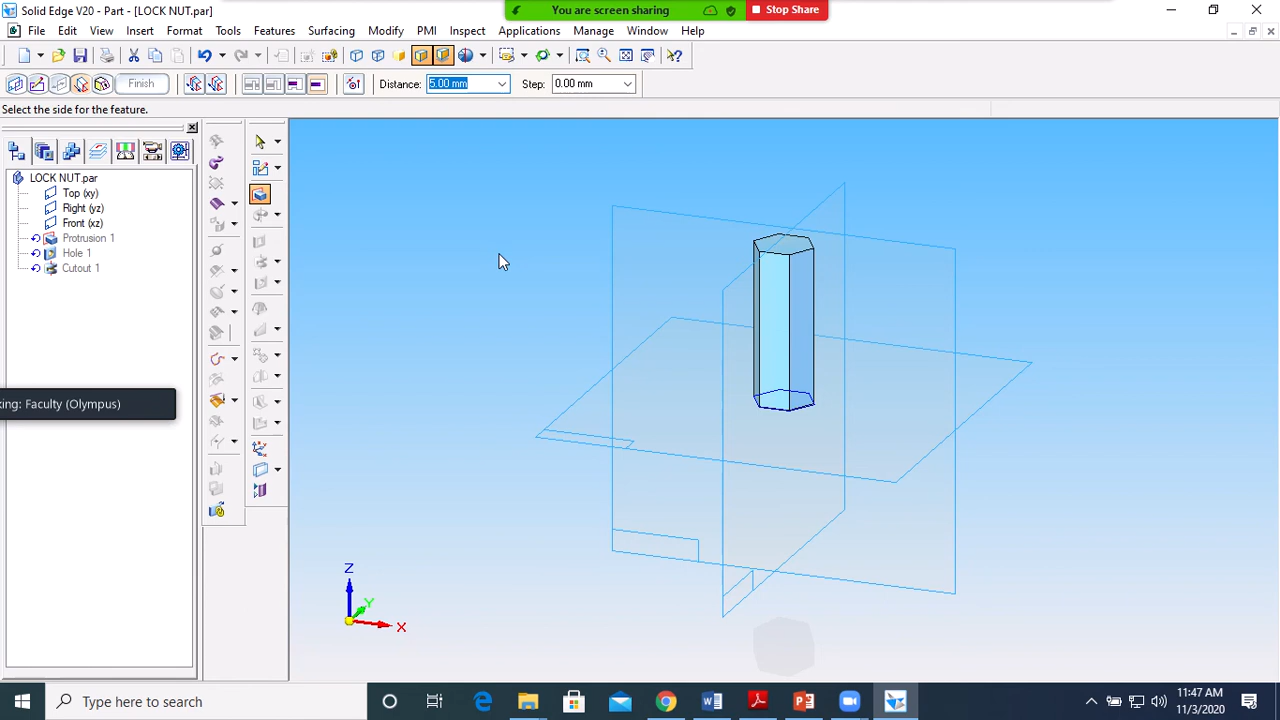 Solid Edge V20 - Part - [LOCK NUT.par]
You are screen sharing
Stop Share
File Edit View Insert Format Tools Features Surfacing Modify PMI Inspect Applications Manage Window Help
Finish
Distance: 5.00 mm
Step: 0.00 mm
Select the side for the feature.
LOCK NUT.par
Top (xy)
Right (yz)
Front (xz)
Protrusion 1
Hole 1
Cutout 1
king: Faculty (Olympus)
Z
Y
X
Type here to search
11:47 AM
11/3/2020